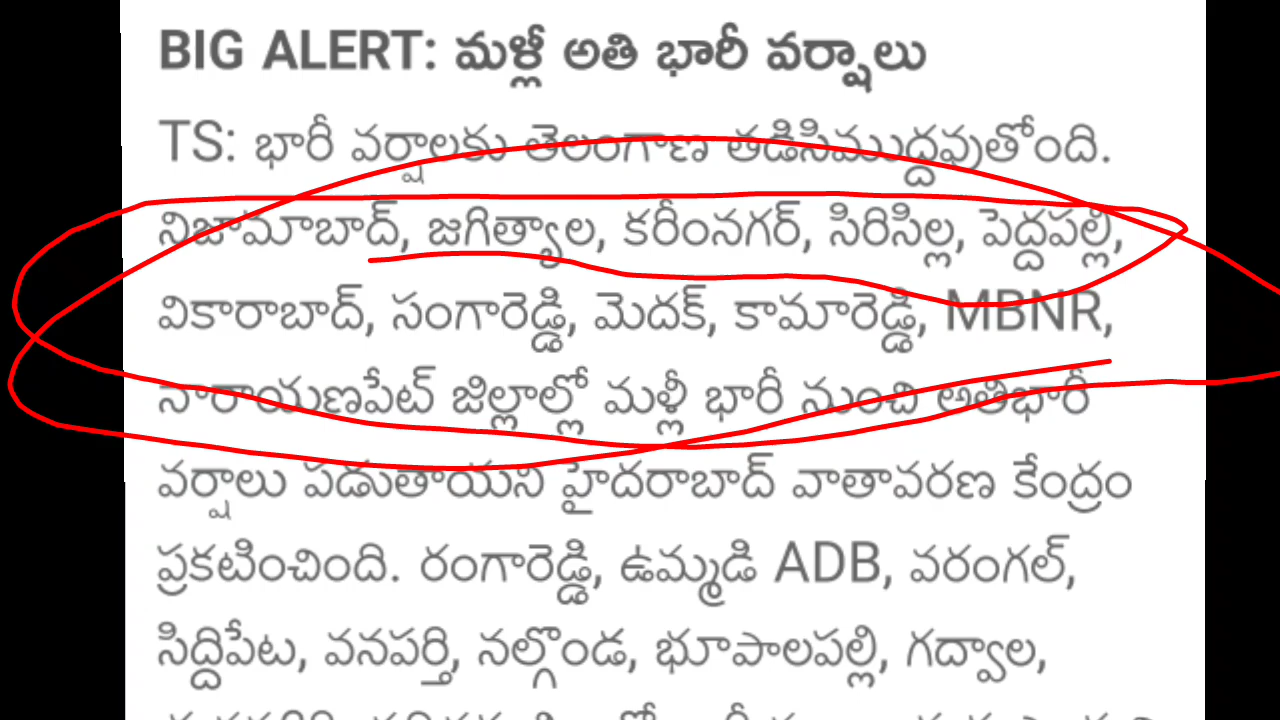 BIG ALERT: మళ్లీ అతి భారీ వర్షాలు
TS: భారీ వర్షాలకు తెలంగాణ తడిసిముద్దవుతోంది.
నిజామాబాద్, జగిత్యాల, కరీంనగర్, సిరిసిల్ల, పెద్దపల్లి,
వికారాబాద్, సంగారెడ్డి, మెదక్, కామారెడ్డి, MBNR,
నారాయణపేట్ జిల్లాల్లో మళ్లీ భారీ నుంచి అతిభారీ
వర్షాలు పడుతాయని హైదరాబాద్ వాతావరణ కేంద్రం
ప్రకటించింది. రంగారెడ్డి, ఉమ్మడి ADB, వరంగల్,
సిద్దిపేట, వనపర్తి, నల్గొండ, భూపాలపల్లి, గద్వాల,